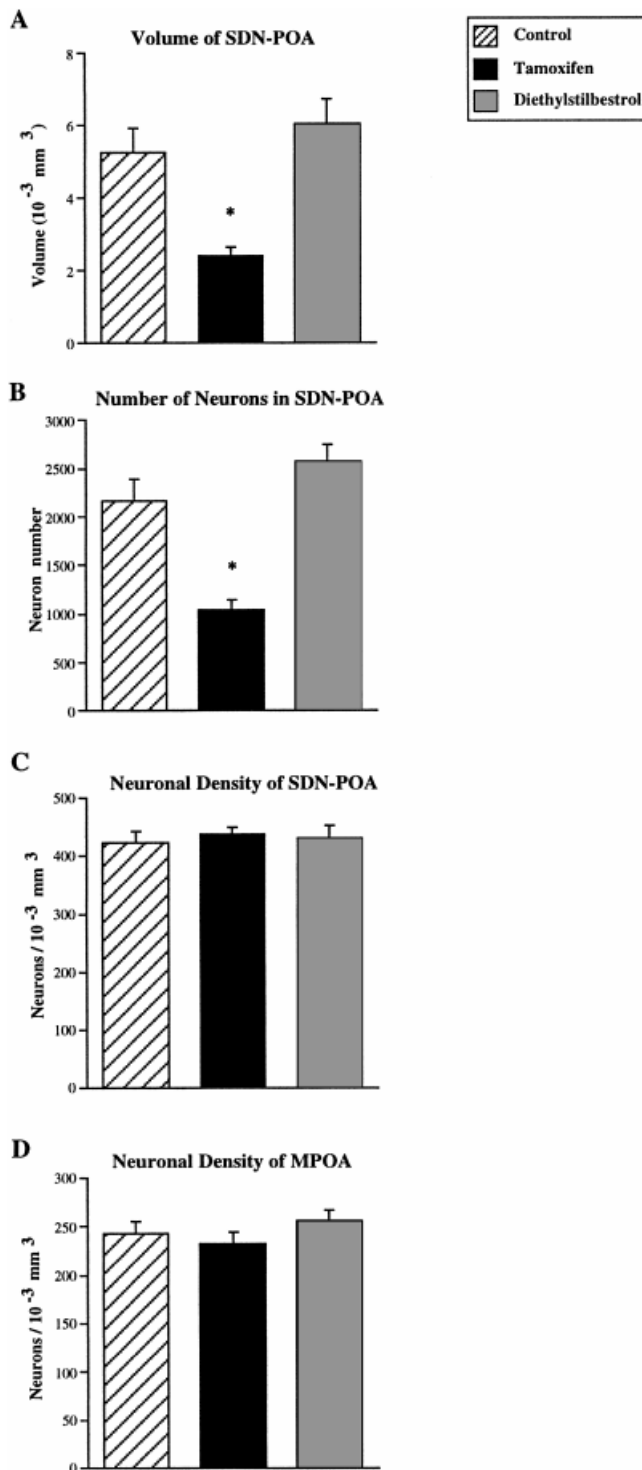 A
Volume of SDN-POA
Control
Tamoxifen
Diethylstilbestrol
Volume (10 -3 mm 3)
8
6
4
2
0
*
B
Number of Neurons in SDN-POA
Neuron number
3000
2500
2000
1500
1000
500
0
*
C
Neuronal Density of SDN-POA
Neurons / 10 -3 mm 3
500
400
300
200
100
0
D
Neuronal Density of MPOA
Neurons / 10 -3 mm 3
300
250
200
150
100
50
0